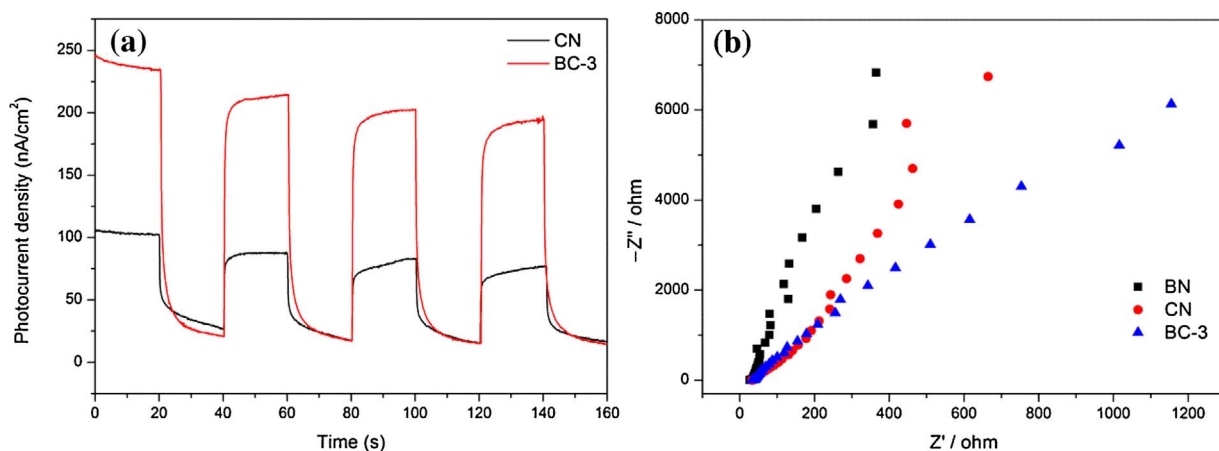 (a)
CN
BC-3
250
200
150
100
50
0
Photocurrent density (nA/cm²)
0 20 40 60 80 100 120 140 160
Time (s)
(b)
8000
6000
4000
2000
0
−Z'' / ohm
BN
CN
BC-3
0 200 400 600 800 1000 1200
Z' / ohm